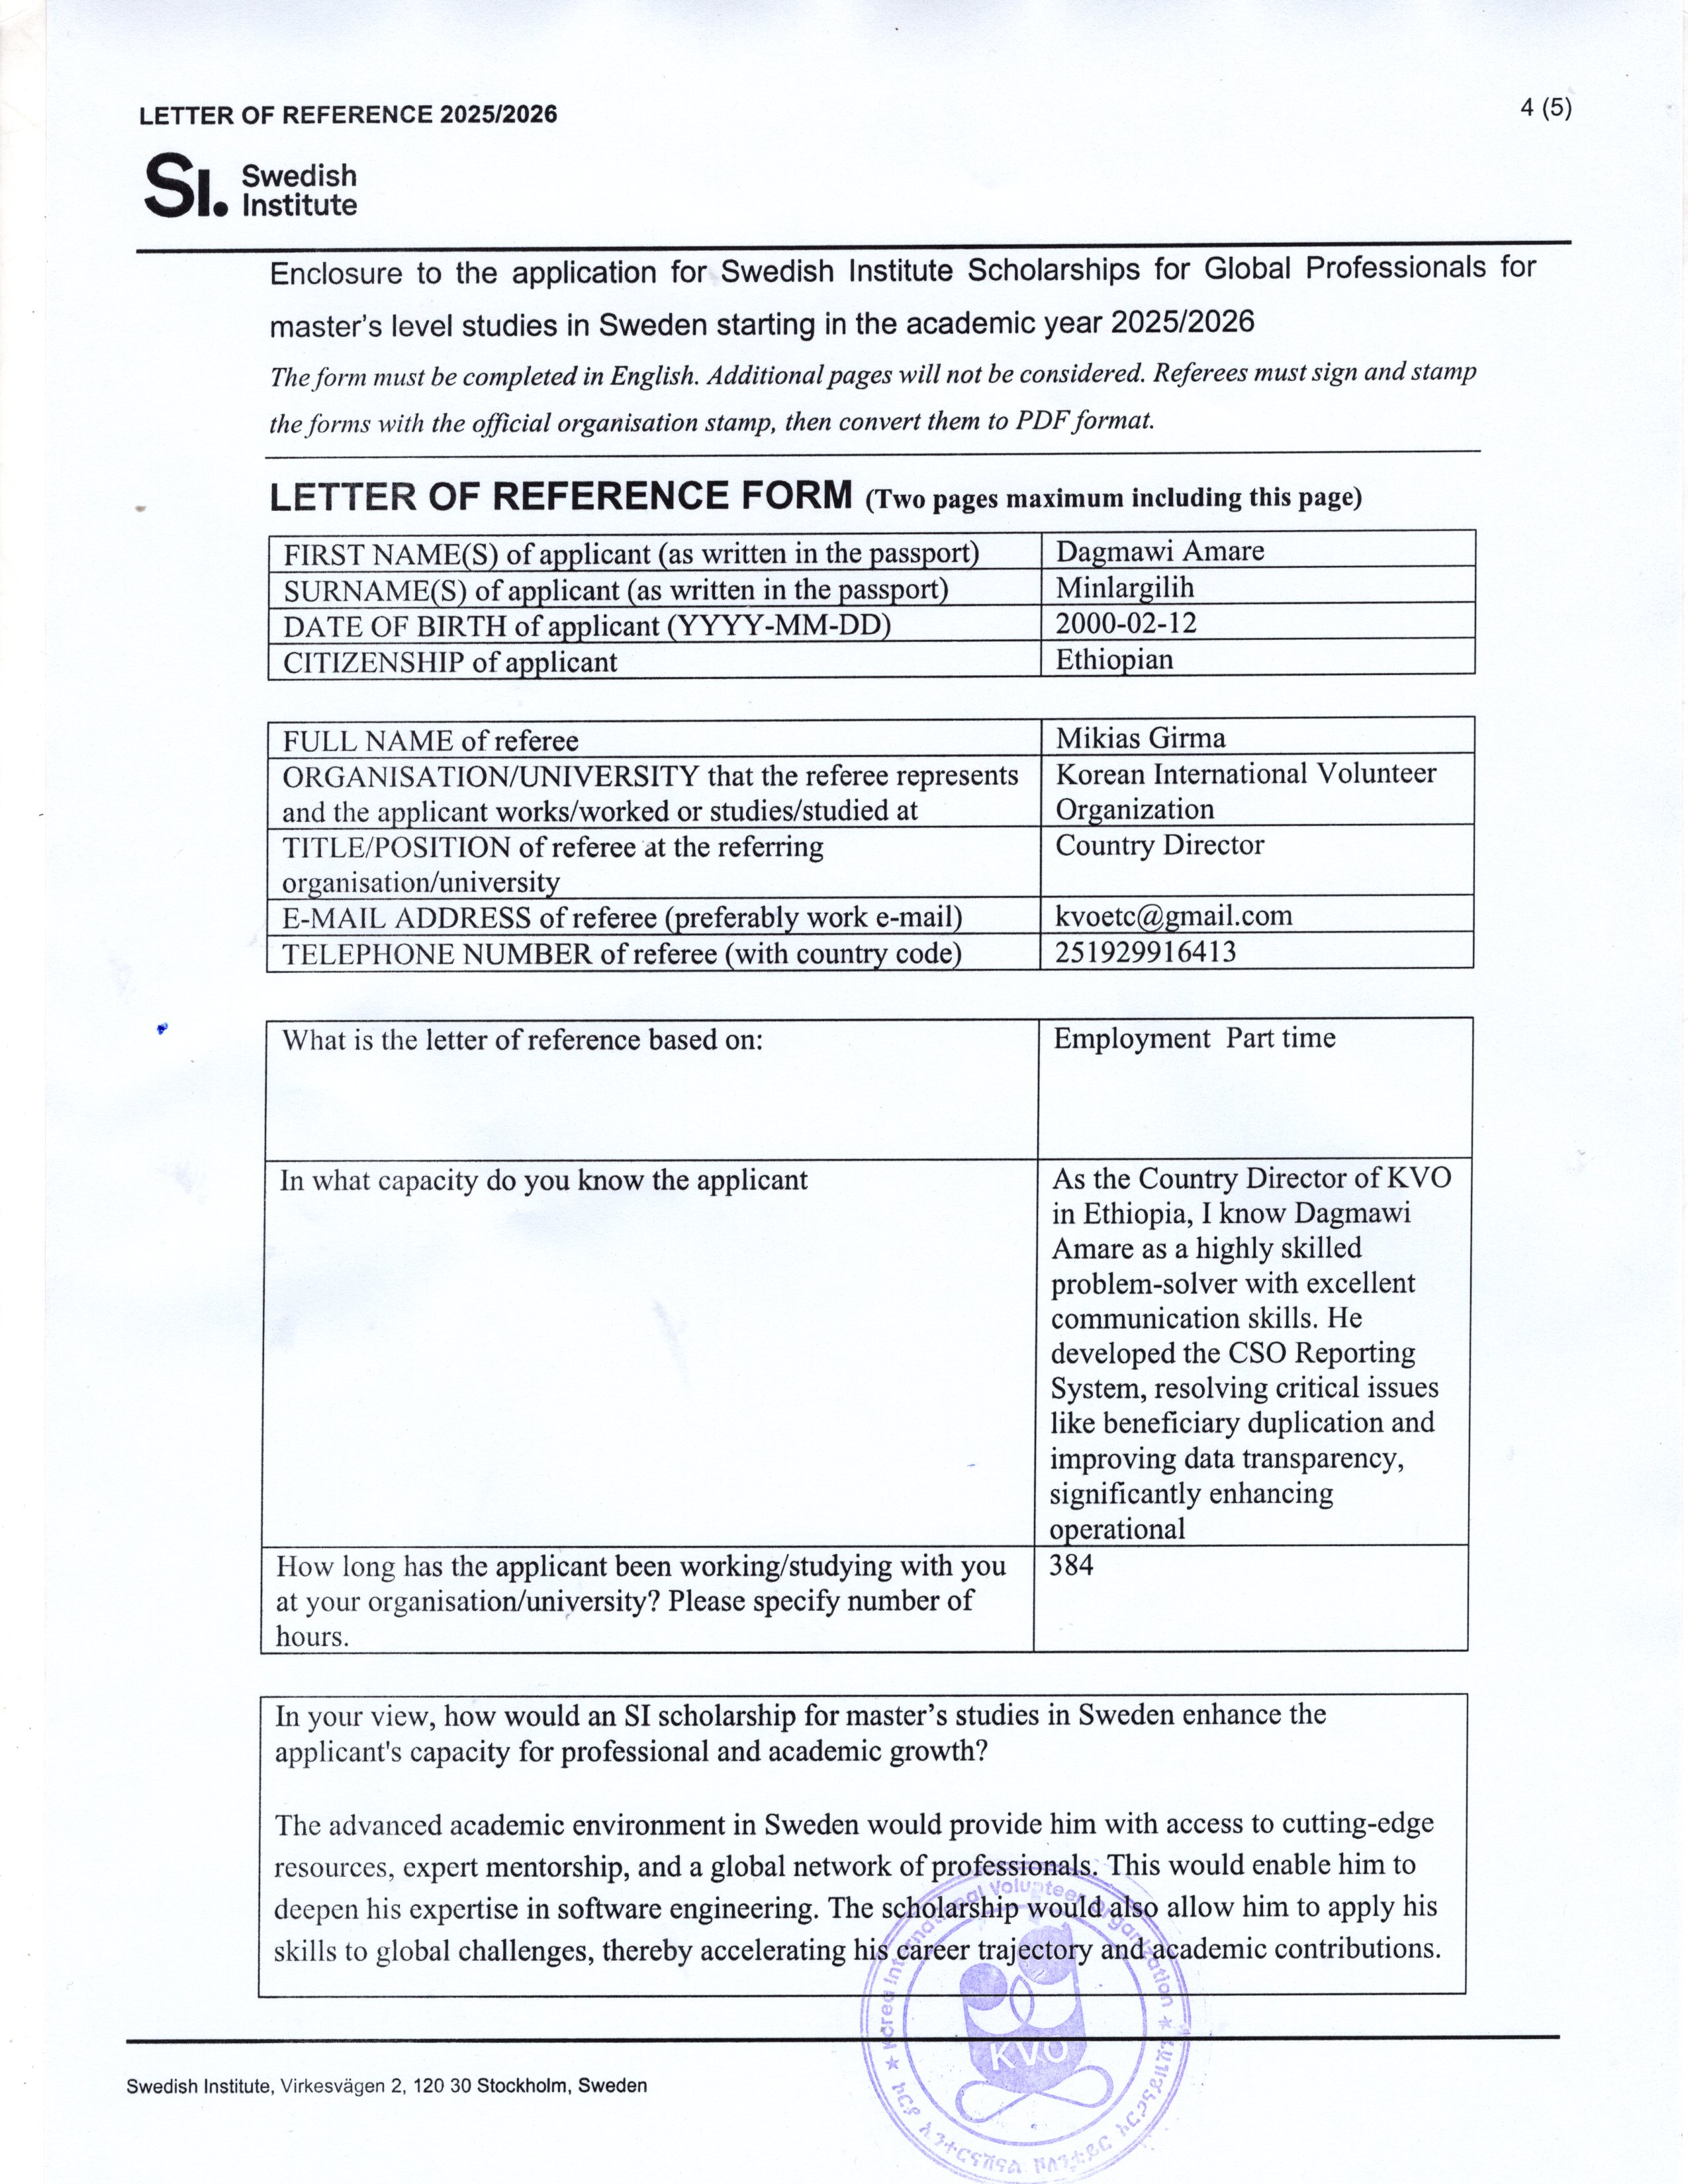 LETTER OF REFERENCE 2025/2026
4 (5)
SI. Swedish
Institute
Enclosure to the application for Swedish Institute Scholarships for Global Professionals for
master's level studies in Sweden starting in the academic year 2025/2026
The form must be completed in English. Additional pages will not be considered. Referees must sign and stamp
the forms with the official organisation stamp, then convert them to PDF format.
LETTER OF REFERENCE FORM (Two pages maximum including this page)
FIRST NAME(S) of applicant (as written in the passport) Dagmawi Amare
SURNAME(S) of applicant (as written in the passport) Minlargilih
DATE OF BIRTH of applicant (YYYY-MM-DD) 2000-02-12
CITIZENSHIP of applicant Ethiopian
FULL NAME of referee Mikias Girma
ORGANISATION/UNIVERSITY that the referee represents
and the applicant works/worked or studies/studied at
Korean International Volunteer
Organization
TITLE/POSITION of referee at the referring
organisation/university
Country Director
E-MAIL ADDRESS of referee (preferably work e-mail) kvoetc@gmail.com
TELEPHONE NUMBER of referee (with country code) 251929916413
What is the letter of reference based on: Employment Part time
In what capacity do you know the applicant
As the Country Director of KVO
in Ethiopia, I know Dagmawi
Amare as a highly skilled
problem-solver with excellent
communication skills. He
developed the CSO Reporting
System, resolving critical issues
like beneficiary duplication and
improving data transparency,
significantly enhancing
operational
How long has the applicant been working/studying with you
at your organisation/university? Please specify number of
hours.
384
In your view, how would an SI scholarship for master's studies in Sweden enhance the
applicant's capacity for professional and academic growth?
The advanced academic environment in Sweden would provide him with access to cutting-edge
resources, expert mentorship, and a global network of professionals. This would enable him to
deepen his expertise in software engineering. The scholarship would also allow him to apply his
skills to global challenges, thereby accelerating his career trajectory and academic contributions.
Korea International Volunteer Organization
KVO
Swedish Institute, Virkesvägen 2, 120 30 Stockholm, Sweden